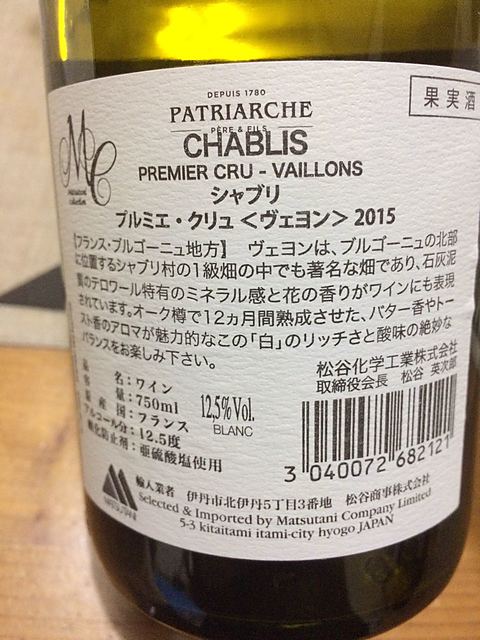 DEPUIS 1780
PATRIARCHE
PÈRE & FILS
CHABLIS
PREMIER CRU - VAILLONS
シャブリ
プルミエ・クリュ<ヴェヨン> 2015
果実酒
MC
Matsutani
collection
【フランス・ブルゴーニュ地方】 ヴェヨンは、ブルゴーニュの北部
に位置するシャブリ村の1級畑の中でも著名な畑であり、石灰泥
質のテロワール特有のミネラル感と花の香りがワインにも表現
されています。オーク樽で12ヵ月間熟成させた、バター香やトー
スト香のアロマが魅力的なこの「白」のリッチさと酸味の絶妙な
バランスをお楽しみ下さい。
松谷化学工業株式会社
取締役会長 松谷 英次郎
品名:ワイン
容量:750ml
原産国:フランス
アルコール分:12.5度
酸化防止剤:亜硫酸塩使用
12,5%Vol.
BLANC
3 040072 682121
MATSUTANI
輸入業者 伊丹市北伊丹5丁目3番地 松谷商事株式会社
Selected & Imported by Matsutani Company Limited
5-3 kitaitami itami-city hyogo JAPAN